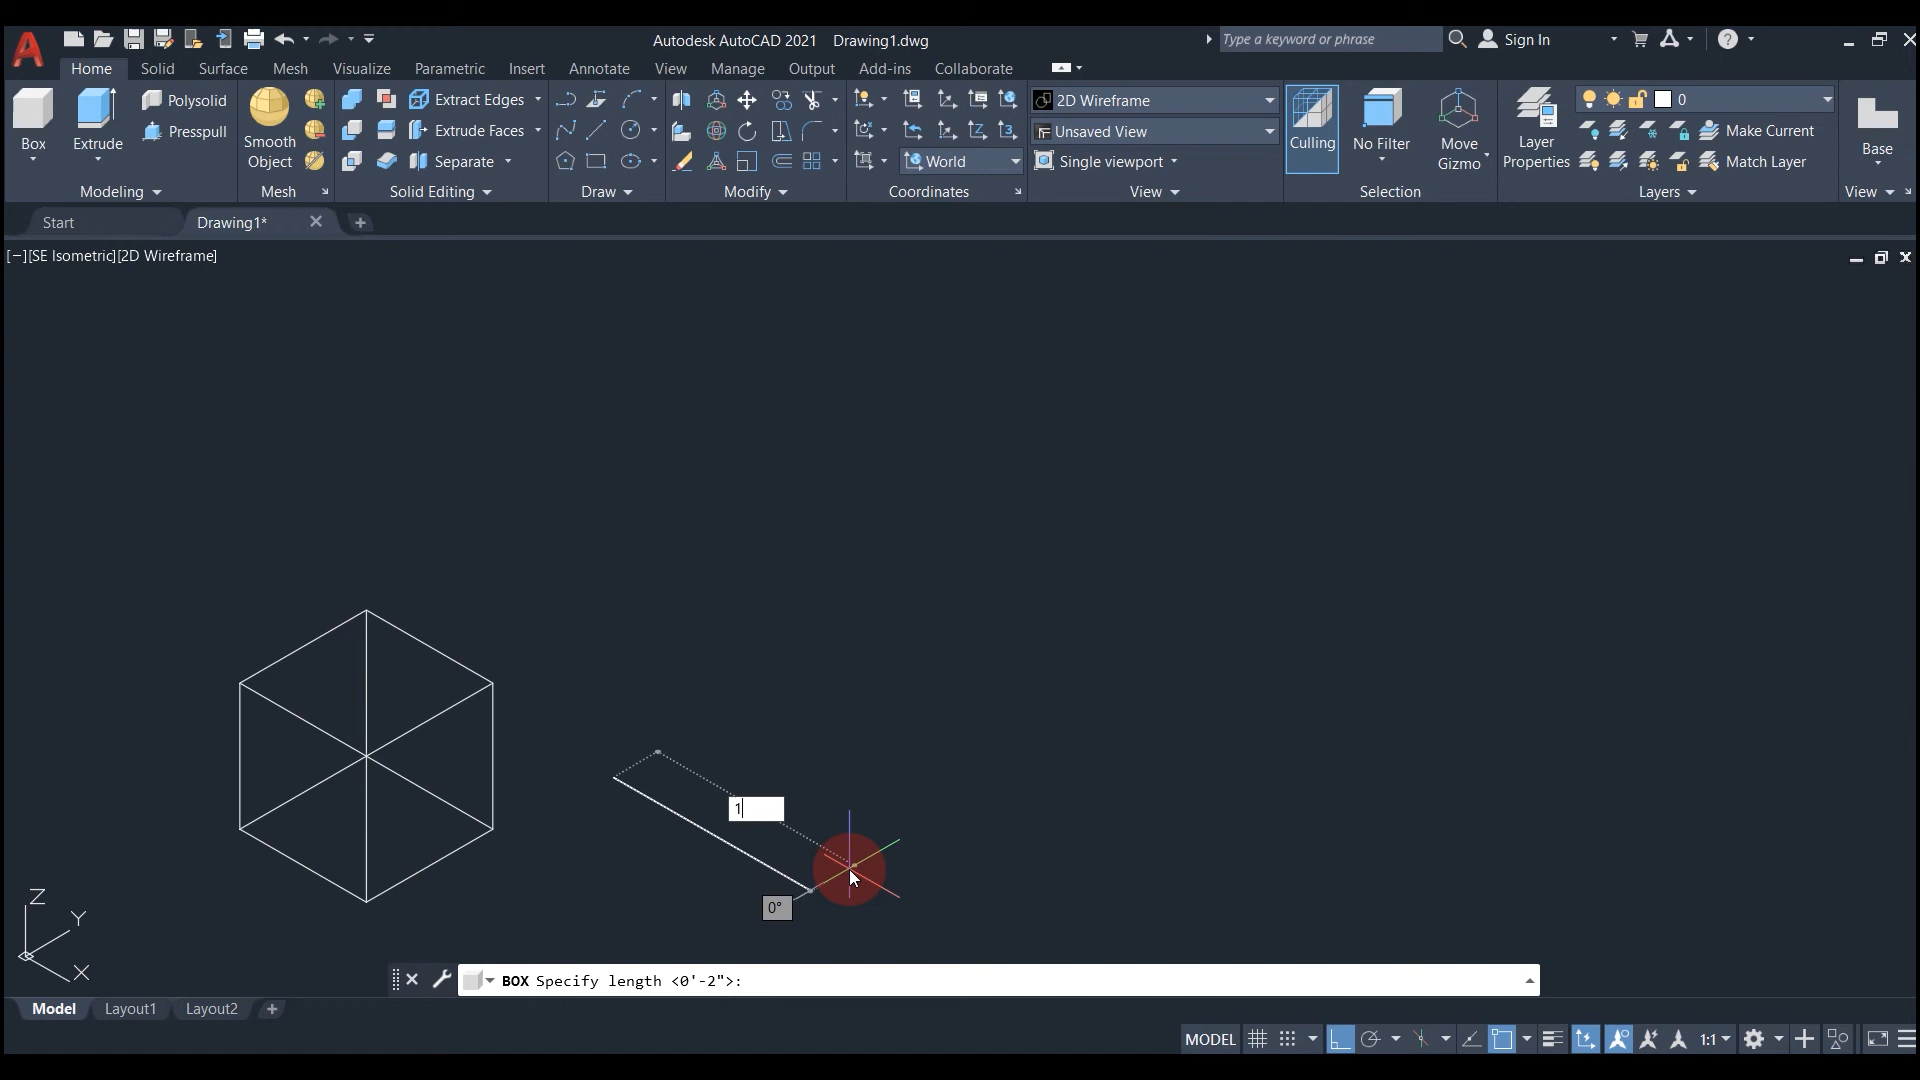 Autodesk AutoCAD 2021 Drawing1.dwg
Type a keyword or phrase
Sign In
Home Solid Surface Mesh Visualize Parametric Insert Annotate View Manage Output Add-ins Collaborate
Box
Extrude
Polysolid
Presspull
Modeling
Smooth
Object
Mesh
Extract Edges
Extrude Faces
Separate
Solid Editing
Draw
Modify
World
Coordinates
2D Wireframe
Unsaved View
Single viewport
View
Culling
No Filter
Move
Gizmo
Selection
Layer
Properties
0
Make Current
Match Layer
Layers
Base
View
Start
Drawing1*
[−][SE Isometric][2D Wireframe]
1
0°
Z
Y
X
BOX Specify length <0'-2">:
Model Layout1 Layout2
MODEL
1:1